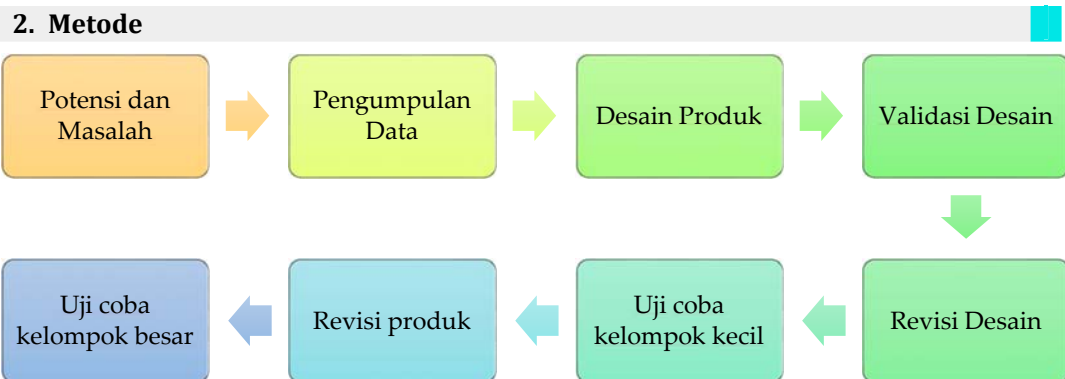 2. Metode
Potensi dan
Masalah
Pengumpulan
Data
Desain Produk
Validasi Desain
Revisi Desain
Uji coba
kelompok kecil
Revisi produk
Uji coba
kelompok besar